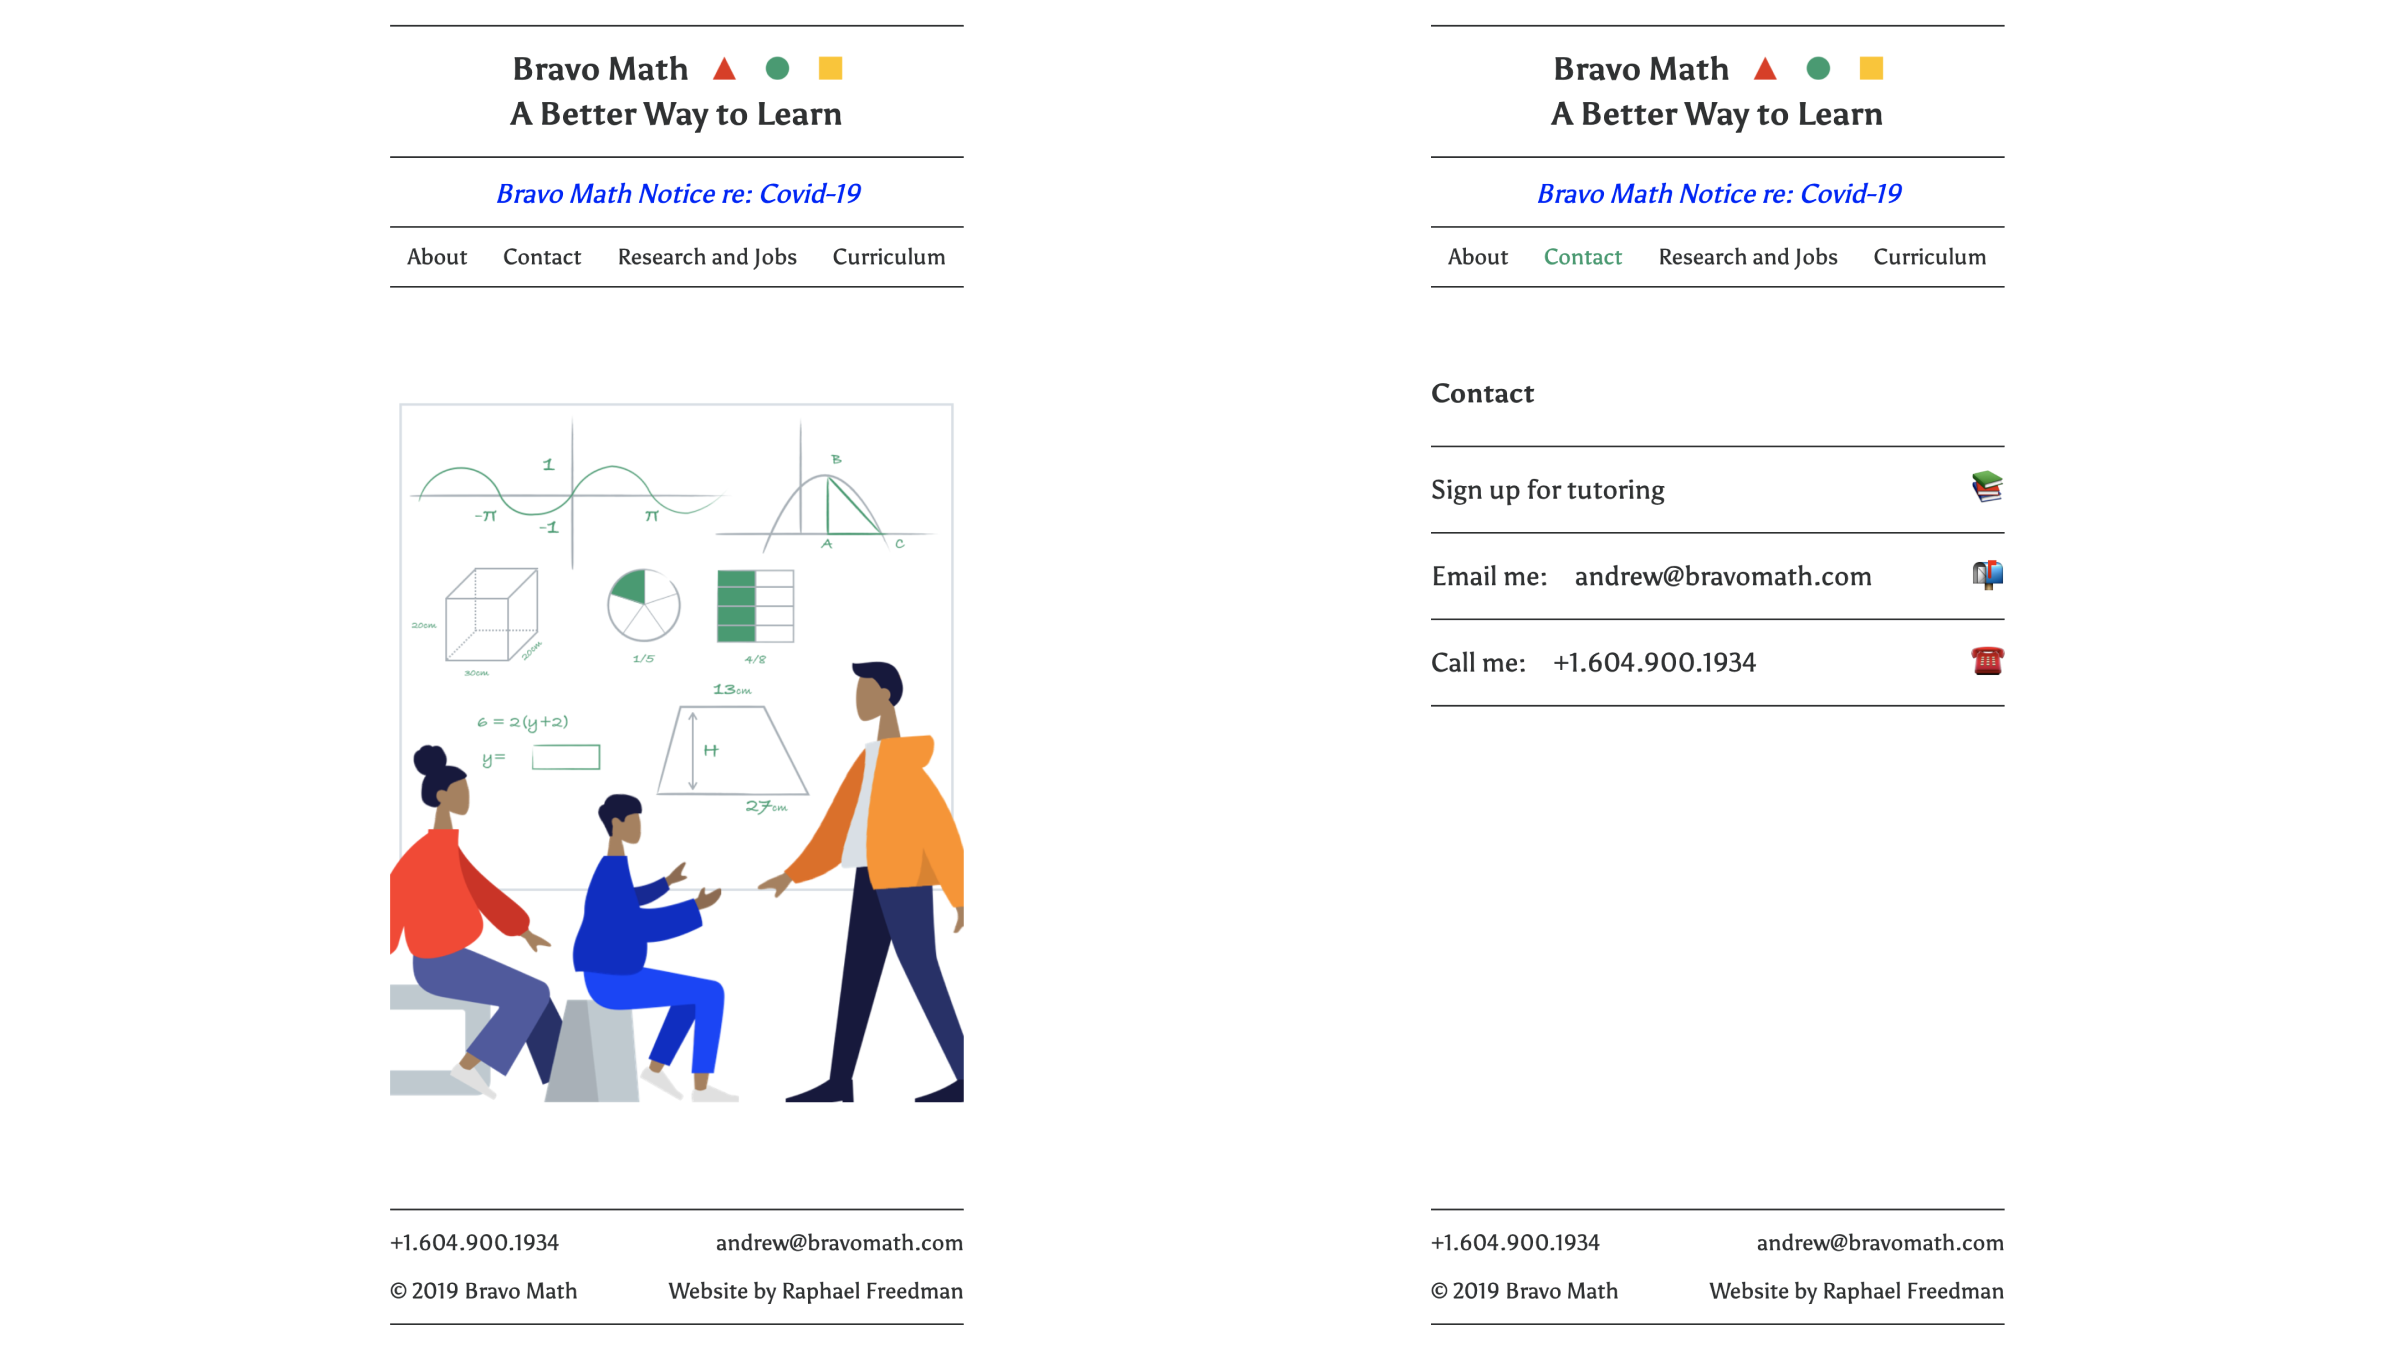 Bravo Math
A Better Way to Learn
Bravo Math Notice re: Covid-19
About Contact Research and Jobs Curriculum
1
-π
-1
π
B
A
C
20cm
20cm
30cm
1/5
4/8
13cm
6 = 2(y+2)
y=
H
27cm
+1.604.900.1934 andrew@bravomath.com
© 2019 Bravo Math Website by Raphael Freedman
Bravo Math
A Better Way to Learn
Bravo Math Notice re: Covid-19
About Contact Research and Jobs Curriculum
Contact
Sign up for tutoring
Email me: andrew@bravomath.com
Call me: +1.604.900.1934
+1.604.900.1934 andrew@bravomath.com
© 2019 Bravo Math Website by Raphael Freedman